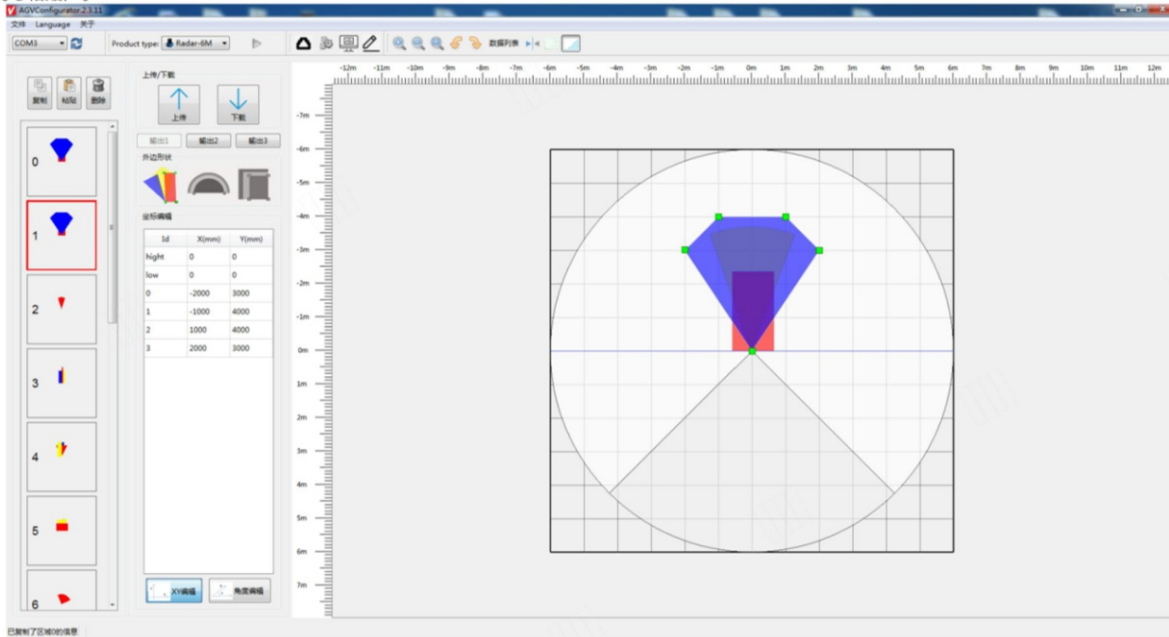 AGVConfigurator.2.3.11
文件 Language 关于
COM3 Product type: Radar-6M 数据列表
复制 粘贴 删除
上传/下载
上传 下载
输出1 输出2 输出3
外边形状
坐标编辑
Id X(mm) Y(mm)
hight 0 0
low 0 0
0 -2000 3000
1 -1000 4000
2 1000 4000
3 2000 3000
XY编辑 角度编辑
0
1
2
3
4
5
6
-12m -11m -10m -9m -8m -7m -6m -5m -4m -3m -2m -1m 0m 1m 2m 3m 4m 5m 6m 7m 8m 9m 10m 11m 12m
-7m
-6m
-5m
-4m
-3m
-2m
-1m
0m
1m
2m
3m
4m
5m
6m
7m
已复制了区域0的信息